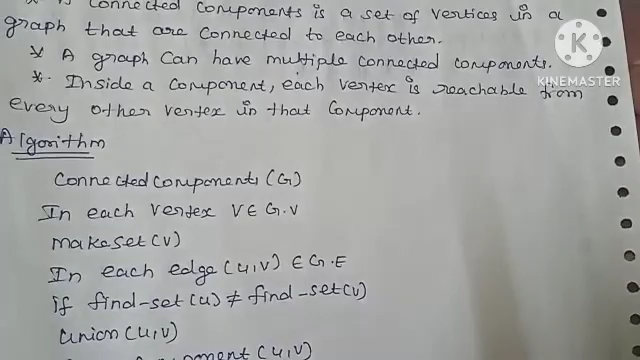 Connected components is a set of vertices in a
graph that are connected to each other.
* A graph can have multiple connected components.
* Inside a component, each vertex is reachable from
every other vertex in that component.
Algorithm
Connected components (G)
In each vertex V ∈ G.V
makeset(V)
In each edge (u,v) ∈ G.E
if find-set(u) ≠ find-set(v)
Union (u,v)
(u,v)
KINEMASTER